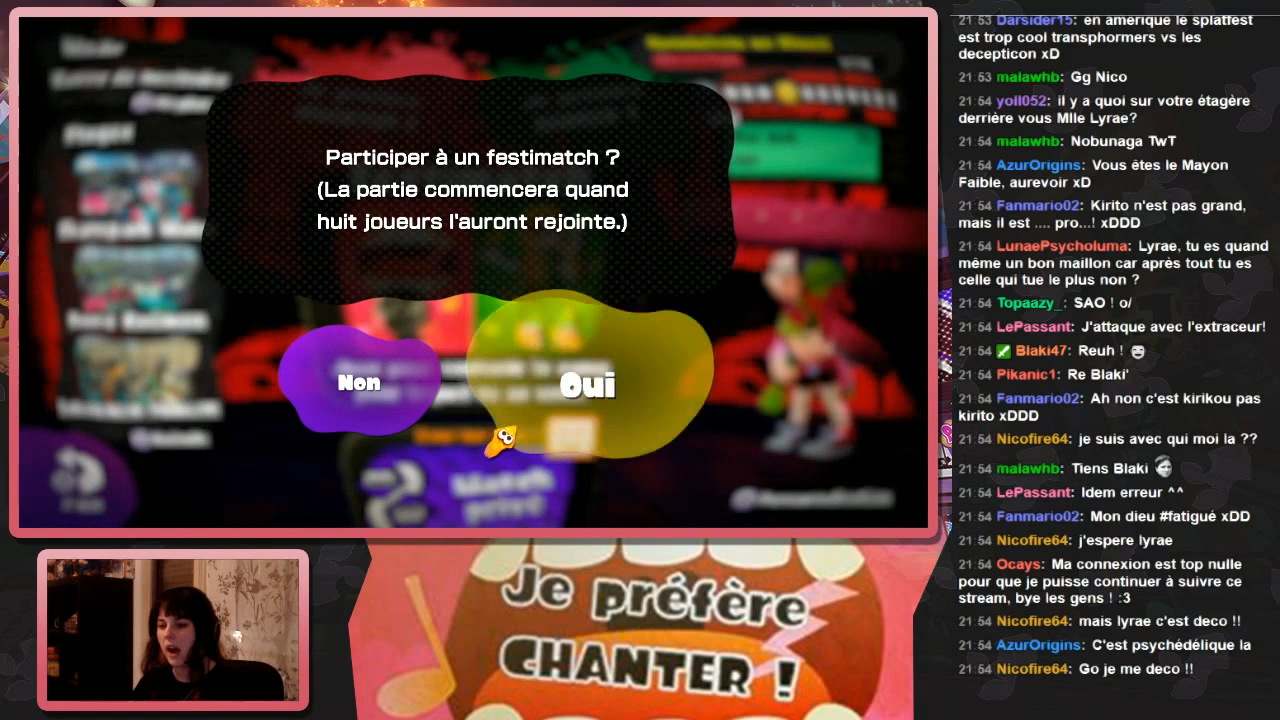 Participer à un festimatch ?
(La partie commencera quand
huit joueurs l'auront rejointe.)
Non
Oui
Match
privé
Je préfère
CHANTER !
21:53 Darsider15: en amerique le splatfest
est trop cool transphormers vs les
decepticon xD
21:53 malawhb: Gg Nico
21:54 yoll052: il y a quoi sur votre étagère
derrière vous Mlle Lyrae?
21:54 malawhb: Nobunaga TwT
21:54 AzurOrigins: Vous êtes le Mayon
Faible, aurevoir xD
21:54 Fanmario02: Kirito n'est pas grand,
mais il est .... pro...! xDDD
21:54 LunaePsycholuma: Lyrae, tu es quand
même un bon maillon car après tout tu es
celle qui tue le plus non ?
21:54 Topaazy_: SAO ! o/
21:54 LePassant: J'attaque avec l'extraceur!
21:54 Blaki47: Reuh !
21:54 Pikanic1: Re Blaki'
21:54 Fanmario02: Ah non c'est kirikou pas
kirito xDDD
21:54 Nicofire64: je suis avec qui moi la ??
21:54 malawhb: Tiens Blaki
21:54 LePassant: Idem erreur ^^
21:54 Fanmario02: Mon dieu #fatigué xDD
21:54 Nicofire64: j'espere lyrae
21:54 Ocays: Ma connexion est top nulle
pour que je puisse continuer à suivre ce
stream, bye les gens ! :3
21:54 Nicofire64: mais lyrae c'est deco !!
21:54 AzurOrigins: C'est psychédélique la
21:54 Nicofire64: Go je me deco !!